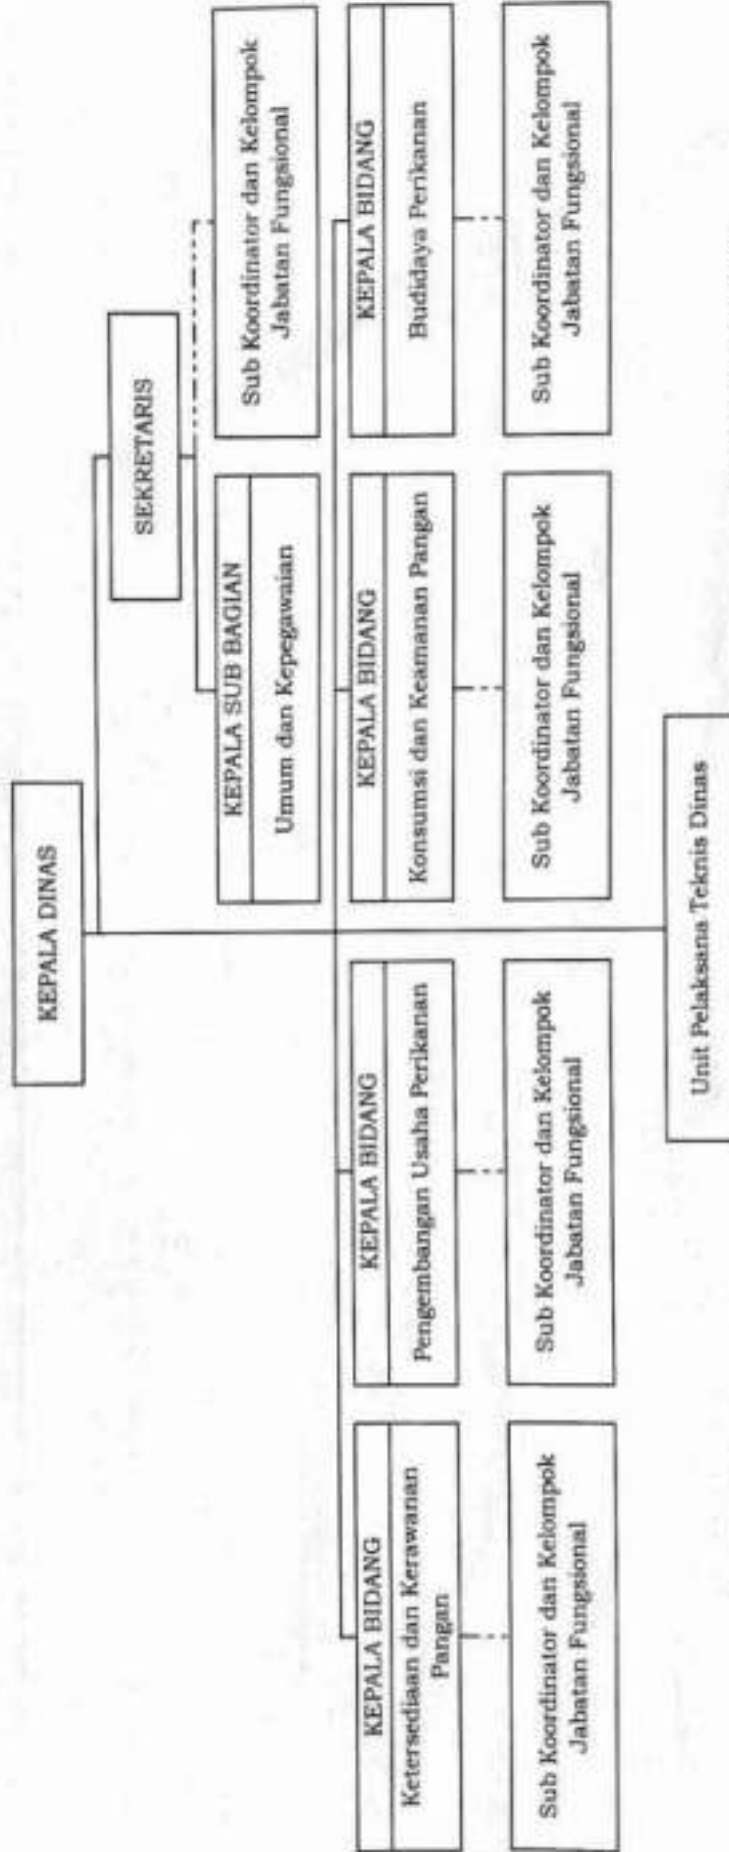 KEPALA DINAS
SEKRETARIS
KEPALA SUB BAGIAN
Umum dan Kepegawaian
Sub Koordinator dan Kelompok
Jabatan Fungsional
KEPALA BIDANG
Ketersediaan dan Kerawanan
Pangan
KEPALA BIDANG
Pengembangan Usaha Perikanan
KEPALA BIDANG
Konsumsi dan Keamanan Pangan
KEPALA BIDANG
Budidaya Perikanan
Sub Koordinator dan Kelompok
Jabatan Fungsional
Sub Koordinator dan Kelompok
Jabatan Fungsional
Sub Koordinator dan Kelompok
Jabatan Fungsional
Sub Koordinator dan Kelompok
Jabatan Fungsional
Unit Pelaksana Teknis Dinas